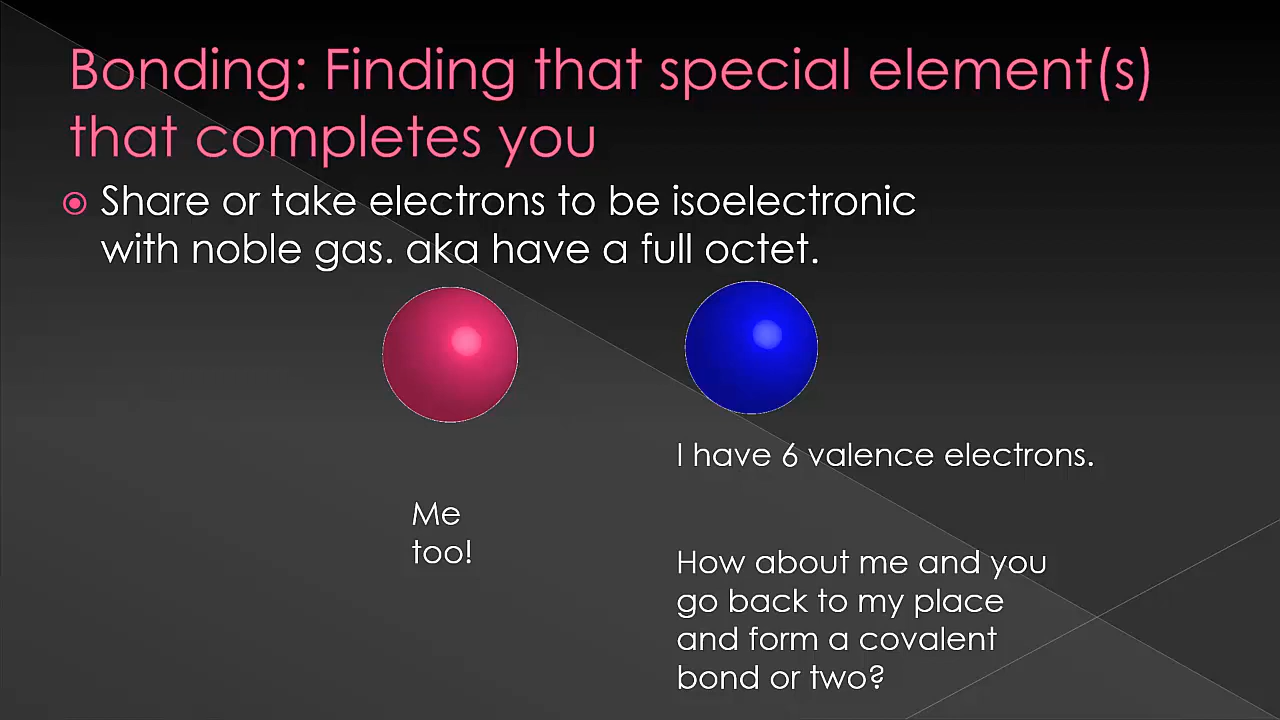 Bonding: Finding that special element(s)
that completes you
Share or take electrons to be isoelectronic
with noble gas. aka have a full octet.
I have 6 valence electrons.
Me
too!
How about me and you
go back to my place
and form a covalent
bond or two?